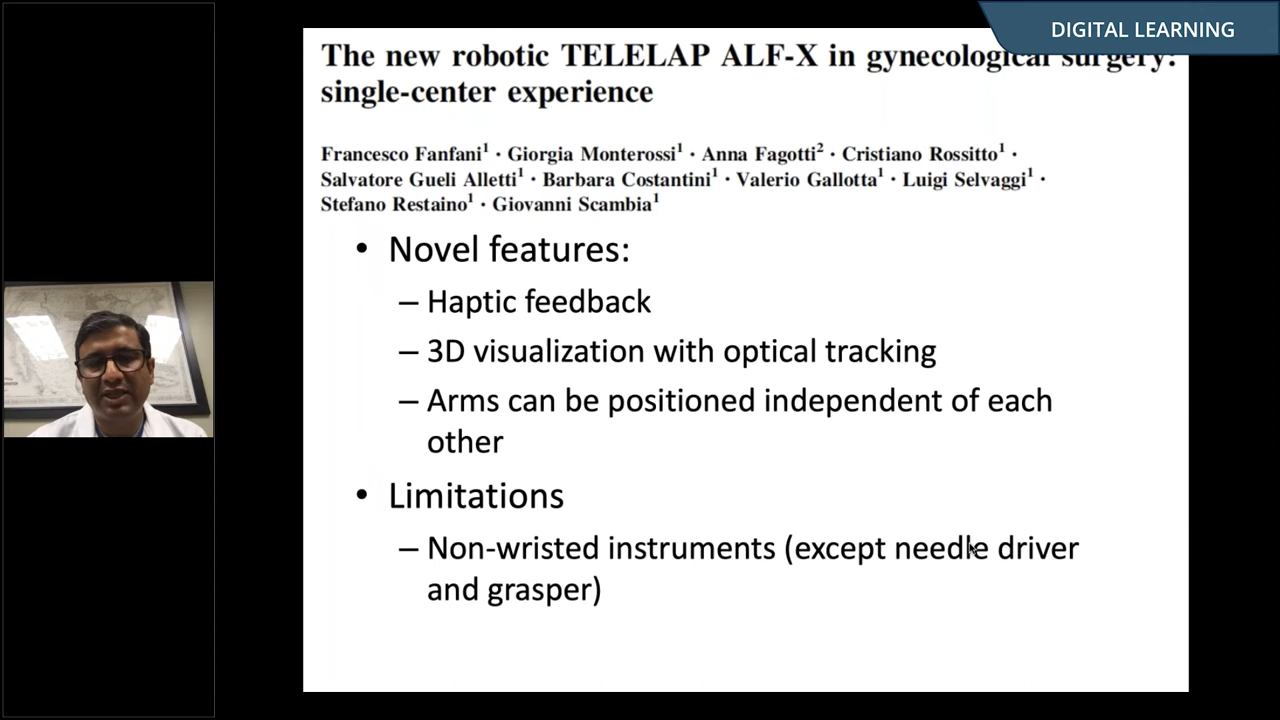 DIGITAL LEARNING
The new robotic TELELAP ALF-X in gynecological surgery:
single-center experience
Francesco Fanfani1 · Giorgia Monterossi1 · Anna Fagotti2 · Cristiano Rossitto1 ·
Salvatore Gueli Alletti1 · Barbara Costantini1 · Valerio Gallotta1 · Luigi Selvaggi1 ·
Stefano Restaino1 · Giovanni Scambia1
• Novel features:
– Haptic feedback
– 3D visualization with optical tracking
– Arms can be positioned independent of each
other
• Limitations
– Non-wristed instruments (except needle driver
and grasper)